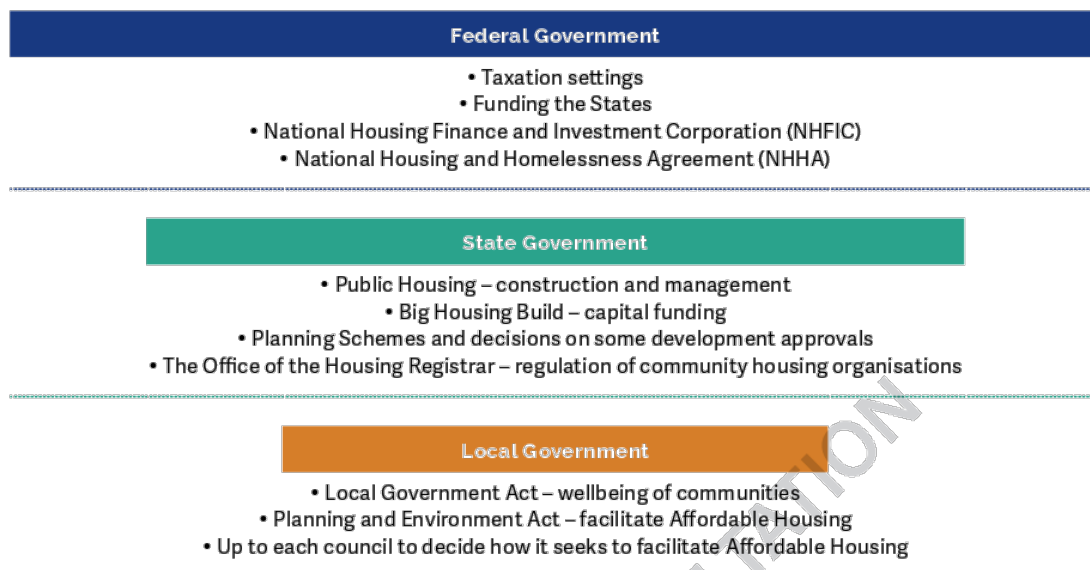 Federal Government
• Taxation settings
• Funding the States
• National Housing Finance and Investment Corporation (NHFIC)
• National Housing and Homelessness Agreement (NHHA)
State Government
• Public Housing – construction and management
• Big Housing Build – capital funding
• Planning Schemes and decisions on some development approvals
• The Office of the Housing Registrar – regulation of community housing organisations
Local Government
• Local Government Act – wellbeing of communities
• Planning and Environment Act – facilitate Affordable Housing
• Up to each council to decide how it seeks to facilitate Affordable Housing